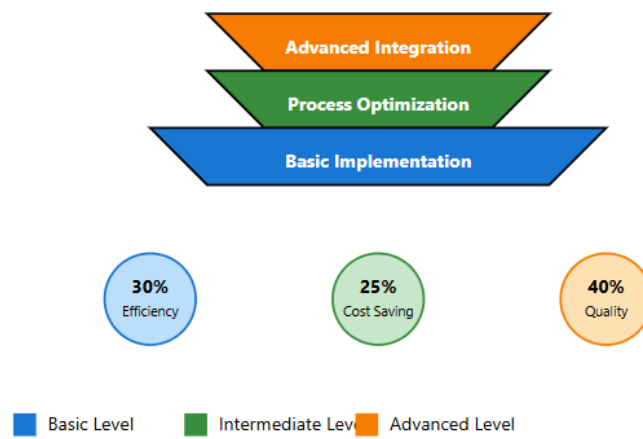 Advanced Integration
Process Optimization
Basic Implementation
30%
Efficiency
25%
Cost Saving
40%
Quality
Basic Level
Intermediate Leve
Advanced Level